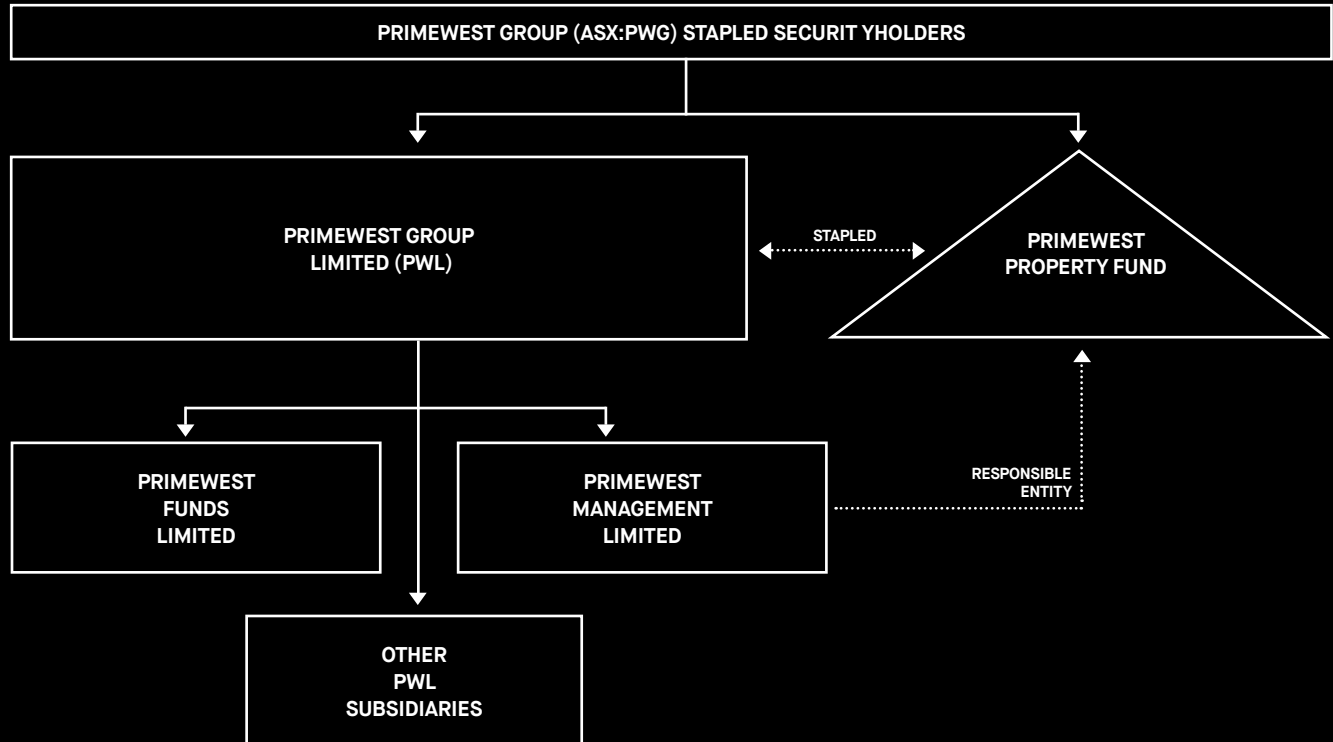 PRIMEWEST GROUP (ASX:PWG) STAPLED SECURIT YHOLDERS
PRIMEWEST GROUP
LIMITED (PWL)
STAPLED
PRIMEWEST
PROPERTY FUND
PRIMEWEST
FUNDS
LIMITED
PRIMEWEST
MANAGEMENT
LIMITED
RESPONSIBLE
ENTITY
OTHER
PWL
SUBSIDIARIES